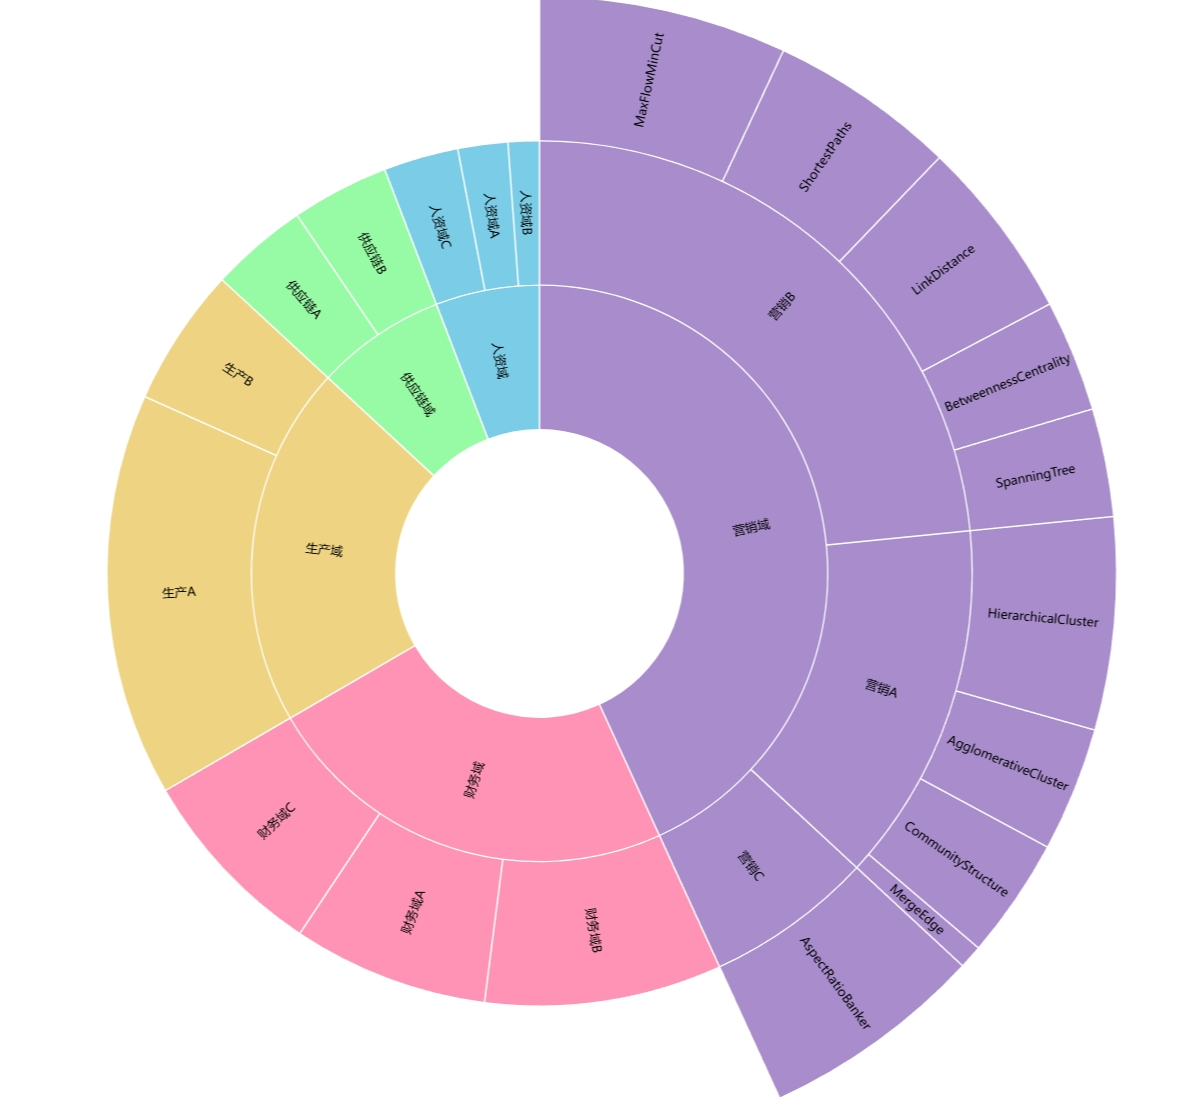 营销域
营销B
MaxFlowMinCut
ShortestPaths
LinkDistance
BetweennessCentrality
SpanningTree
营销A
HierarchicalCluster
AgglomerativeCluster
CommunityStructure
MergeEdge
营销C
AspectRatioBanker
财务域
财务域B
财务域A
财务域C
生产域
生产A
生产B
供应链域
供应链A
供应链B
人资域
人资域C
人资域A
人资域B